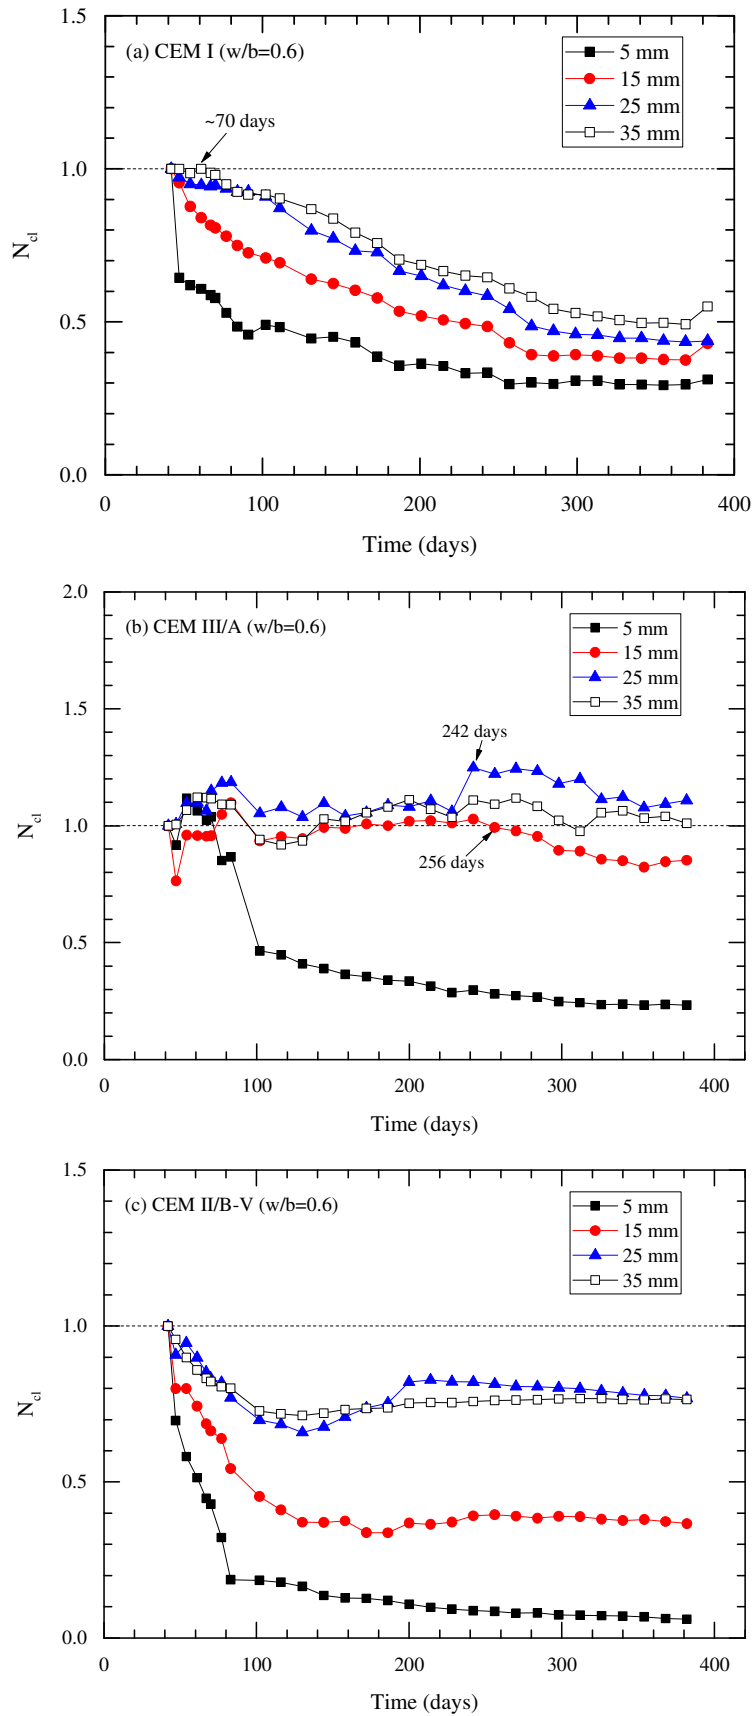 1.5
(a) CEM I (w/b=0.6)
5 mm
15 mm
25 mm
35 mm
~70 days
1.0
N_cl
0.5
0.0
0 100 200 300 400
Time (days)
2.0
(b) CEM III/A (w/b=0.6)
5 mm
15 mm
25 mm
35 mm
1.5
242 days
1.0
N_cl
256 days
0.5
0.0
0 100 200 300 400
Time (days)
1.5
(c) CEM II/B-V (w/b=0.6)
5 mm
15 mm
25 mm
35 mm
1.0
N_cl
0.5
0.0
0 100 200 300 400
Time (days)